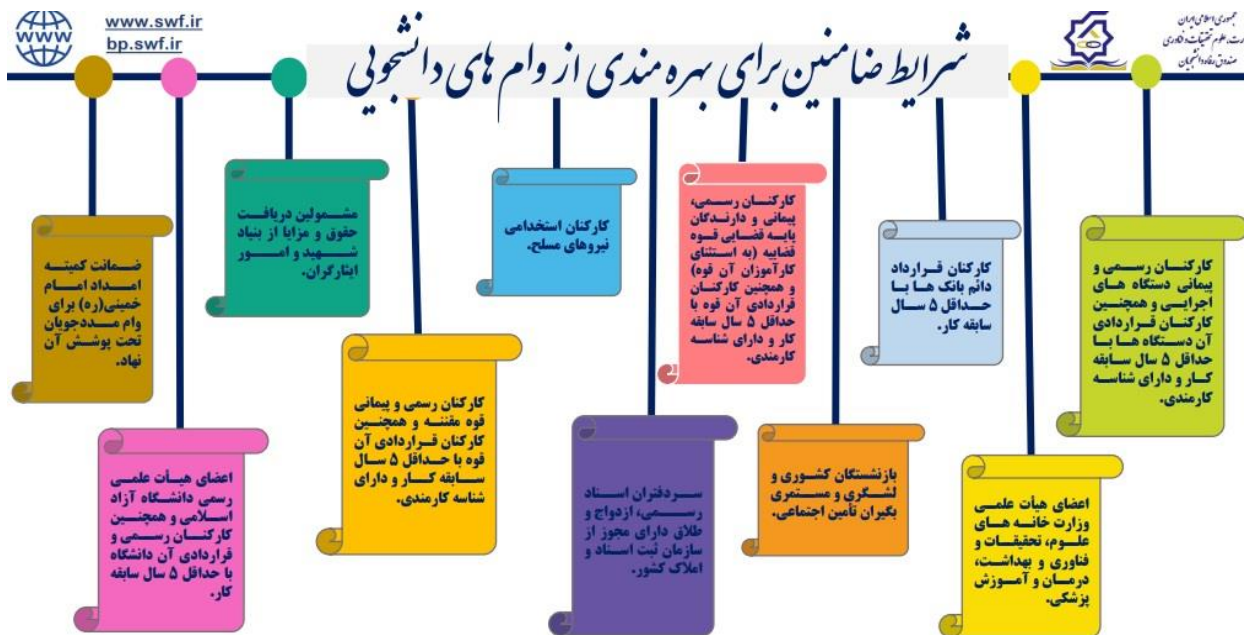 www.swf.ir
bp.swf.ir
WWW
جمهوری اسلامی ایران
وزارت علوم تحقیقات و فناوری
صندوق رفاه دانشجویان
شرایط ضامنین برای بهره مندی از وام های دانشجویی
کارکنان رسمی و
پیمانی دستگاه های
اجرایی و همچنین
کارکنان قراردادی
آن دستگاه ها با
حداقل ۵ سال سابقه
کار و دارای شناسه
کارمندی.
اعضای هیأت علمی
وزارت خانه های
علوم، تحقیقات و
فناوری و بهداشت،
درمان و آموزش
پزشکی.
کارکنان قرارداد
دائم بانک ها با
حداقل ۵ سال
سابقه کار.
بازنشستگان کشوری و
لشگری و مستمری
بگیران تأمین اجتماعی.
کارکنان رسمی،
پیمانی و دارندگان
پایه قضایی قوه
قضاییه (به استثنای
کارآموزان آن قوه)
و همچنین کارکنان
قراردادی آن قوه با
حداقل ۵ سال سابقه
کار و دارای شناسه
کارمندی.
سردفتران اسناد
رسمی، ازدواج و
طلاق دارای مجوز از
سازمان ثبت اسناد و
املاک کشور.
کارکنان استخدامی
نیروهای مسلح.
کارکنان رسمی و پیمانی
قوه مقننه و همچنین
کارکنان قراردادی آن
قوه با حداقل ۵ سال
سابقه کار و دارای
شناسه کارمندی.
مشمولین دریافت
حقوق و مزایا از بنیاد
شهید و امور
ایثارگران.
اعضای هیأت علمی
رسمی دانشگاه آزاد
اسلامی و همچنین
کارکنان رسمی و
قراردادی آن دانشگاه
با حداقل ۵ سال سابقه
کار.
ضمانت کمیته
امداد امام
خمینی(ره) برای
وام مددجویان
تحت پوشش آن
نهاد.